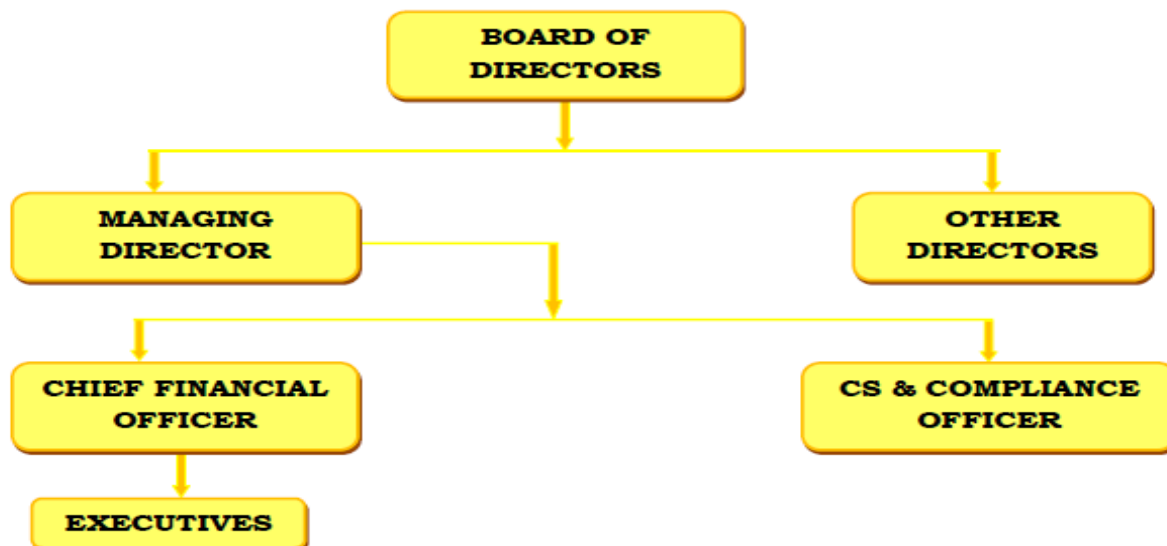 BOARD OF
DIRECTORS
MANAGING
DIRECTOR
OTHER
DIRECTORS
CHIEF FINANCIAL
OFFICER
CS & COMPLIANCE
OFFICER
EXECUTIVES